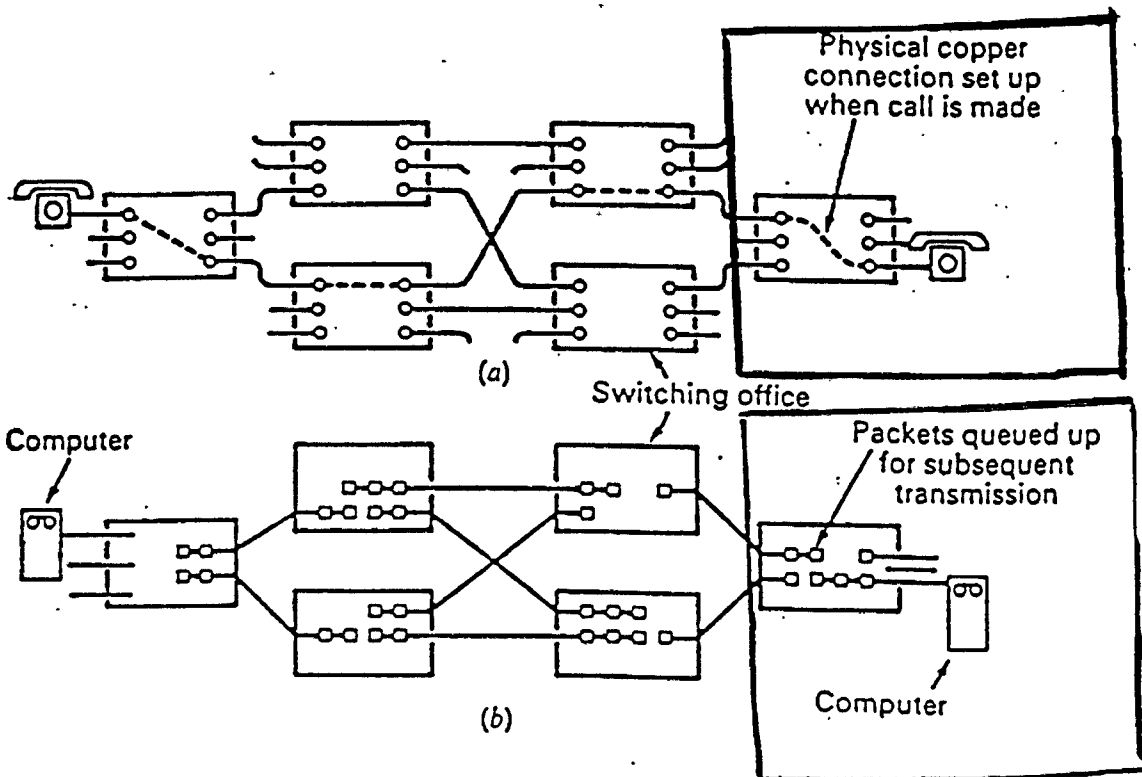 Physical copper
connection set up
when call is made
(a)
Switching office
Computer
Packets queued up
for subsequent
transmission
Computer
(b)